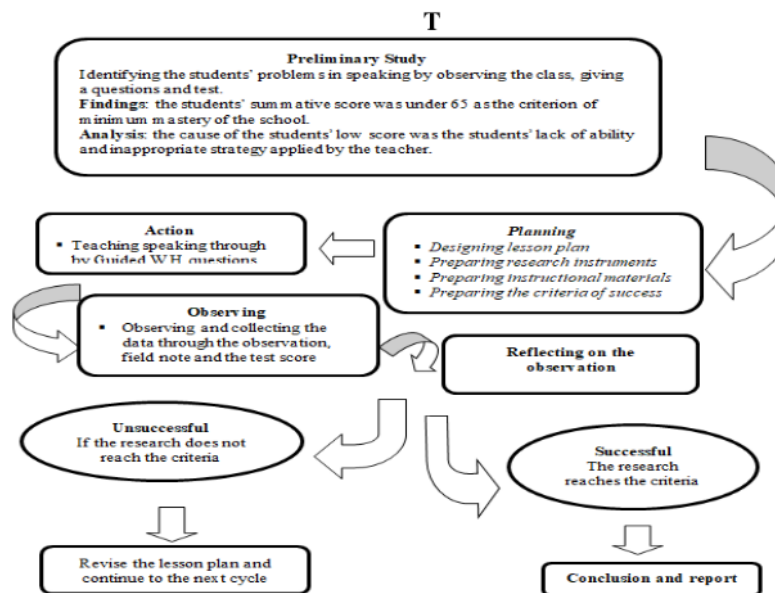 T
Preliminary Study
Identifying the students' problems in speaking by observing the class, giving
a questions and test.
Findings: the students' summative score was under 65 as the criterion of
minimum mastery of the school.
Analysis: the cause of the students' low score was the students' lack of ability
and inappropriate strategy applied by the teacher.
Action
▪ Teaching speaking through
by Guided WH questions
Planning
▪ Designing lesson plan
▪ Preparing research instruments
▪ Preparing instructional materials
▪ Preparing the criteria of success
Observing
▪ Observing and collecting the
data through the observation,
field note and the test score
Reflecting on the
observation
Unsuccessful
If the research does not
reach the criteria
Successful
The research
reaches the criteria
Revise the lesson plan and
continue to the next cycle
Conclusion and report